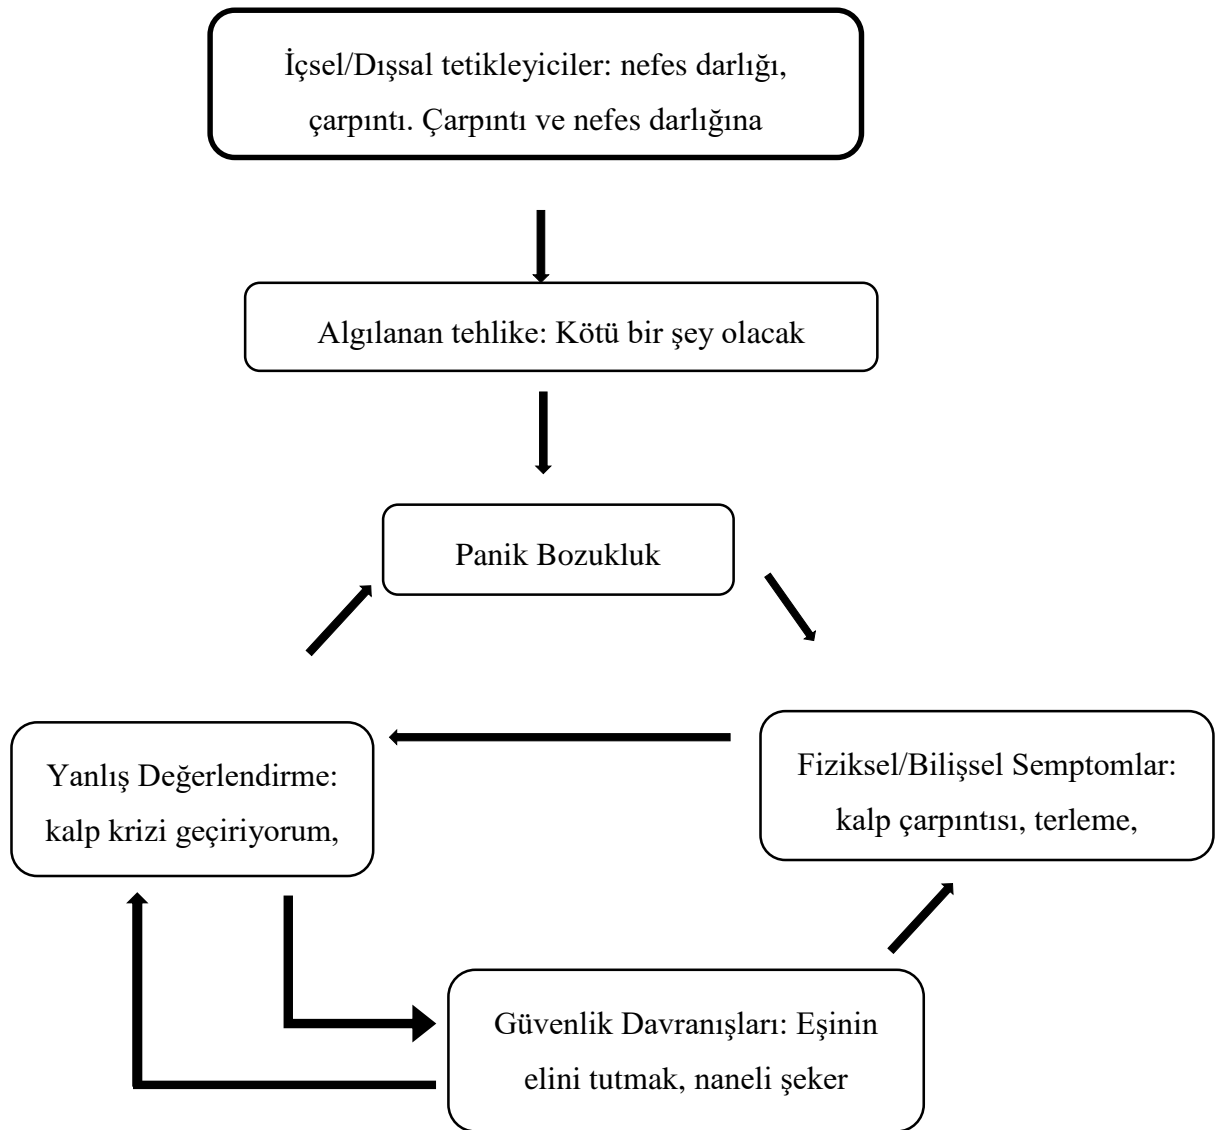 İçsel/Dışsal tetikleyiciler: nefes darlığı,
çarpıntı. Çarpıntı ve nefes darlığına
Algılanan tehlike: Kötü bir şey olacak
Panik Bozukluk
Yanlış Değerlendirme:
kalp krizi geçiriyorum,
Fiziksel/Bilişsel Semptomlar:
kalp çarpıntısı, terleme,
Güvenlik Davranışları: Eşinin
elini tutmak, naneli şeker